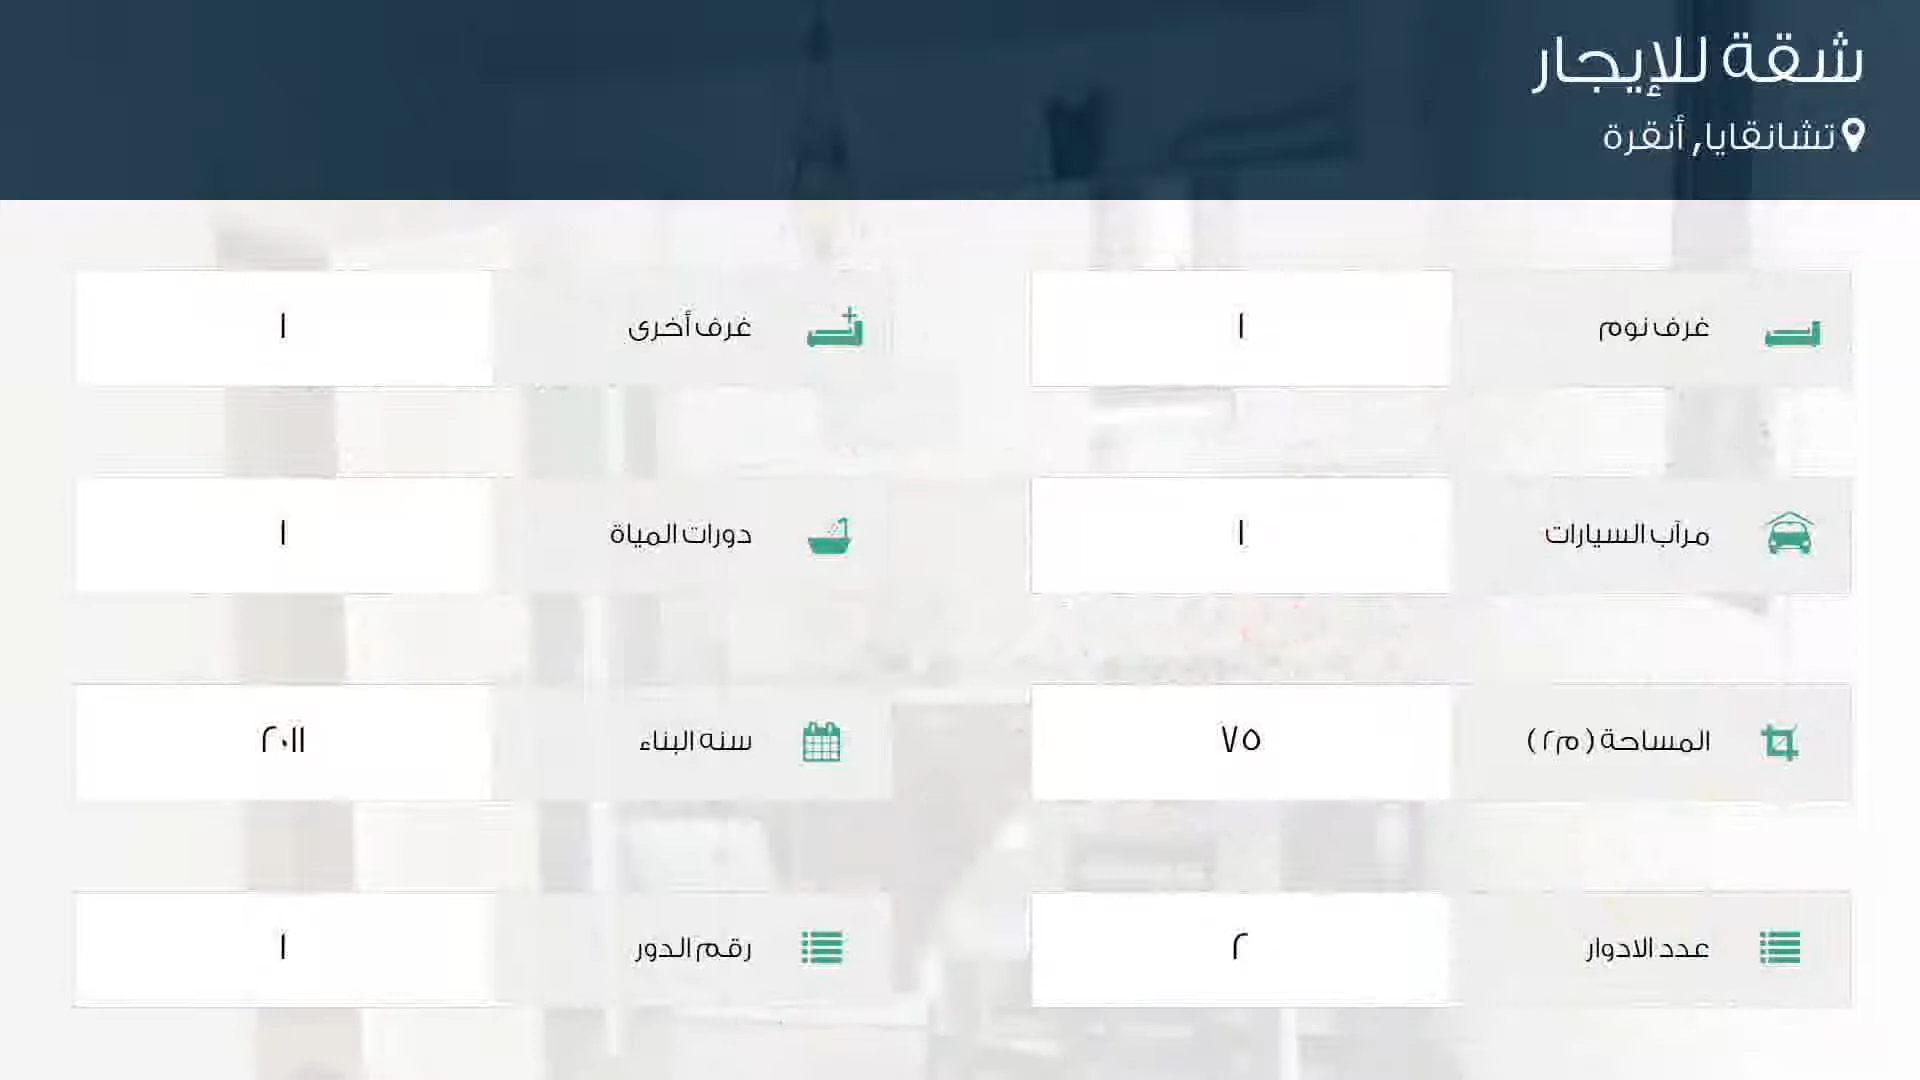 شقة للإيجار
تشانقايا, أنقرة
غرف نوم ١
غرف أخرى ١
مرآب السيارات ١
دورات المياة ١
المساحة (م٢) ٧٥
سنه البناء ٢٠١١
عدد الادوار ٢
رقم الدور ١